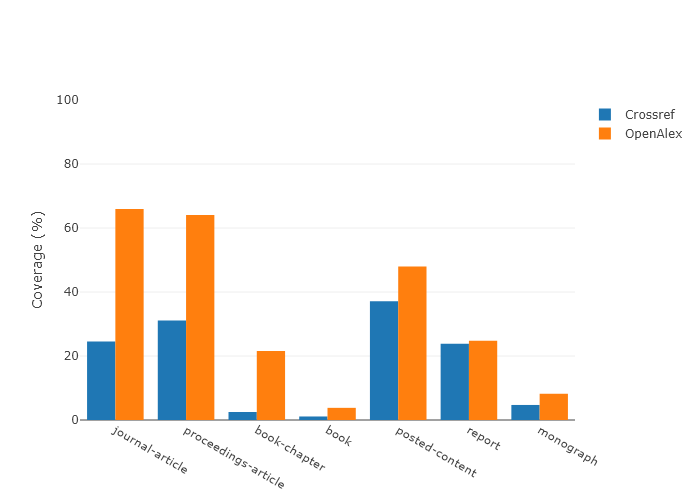 100
80
60
40
20
0
Coverage (%)
journal-article
proceedings-article
book-chapter
book
posted-content
report
monograph
Crossref
OpenAlex